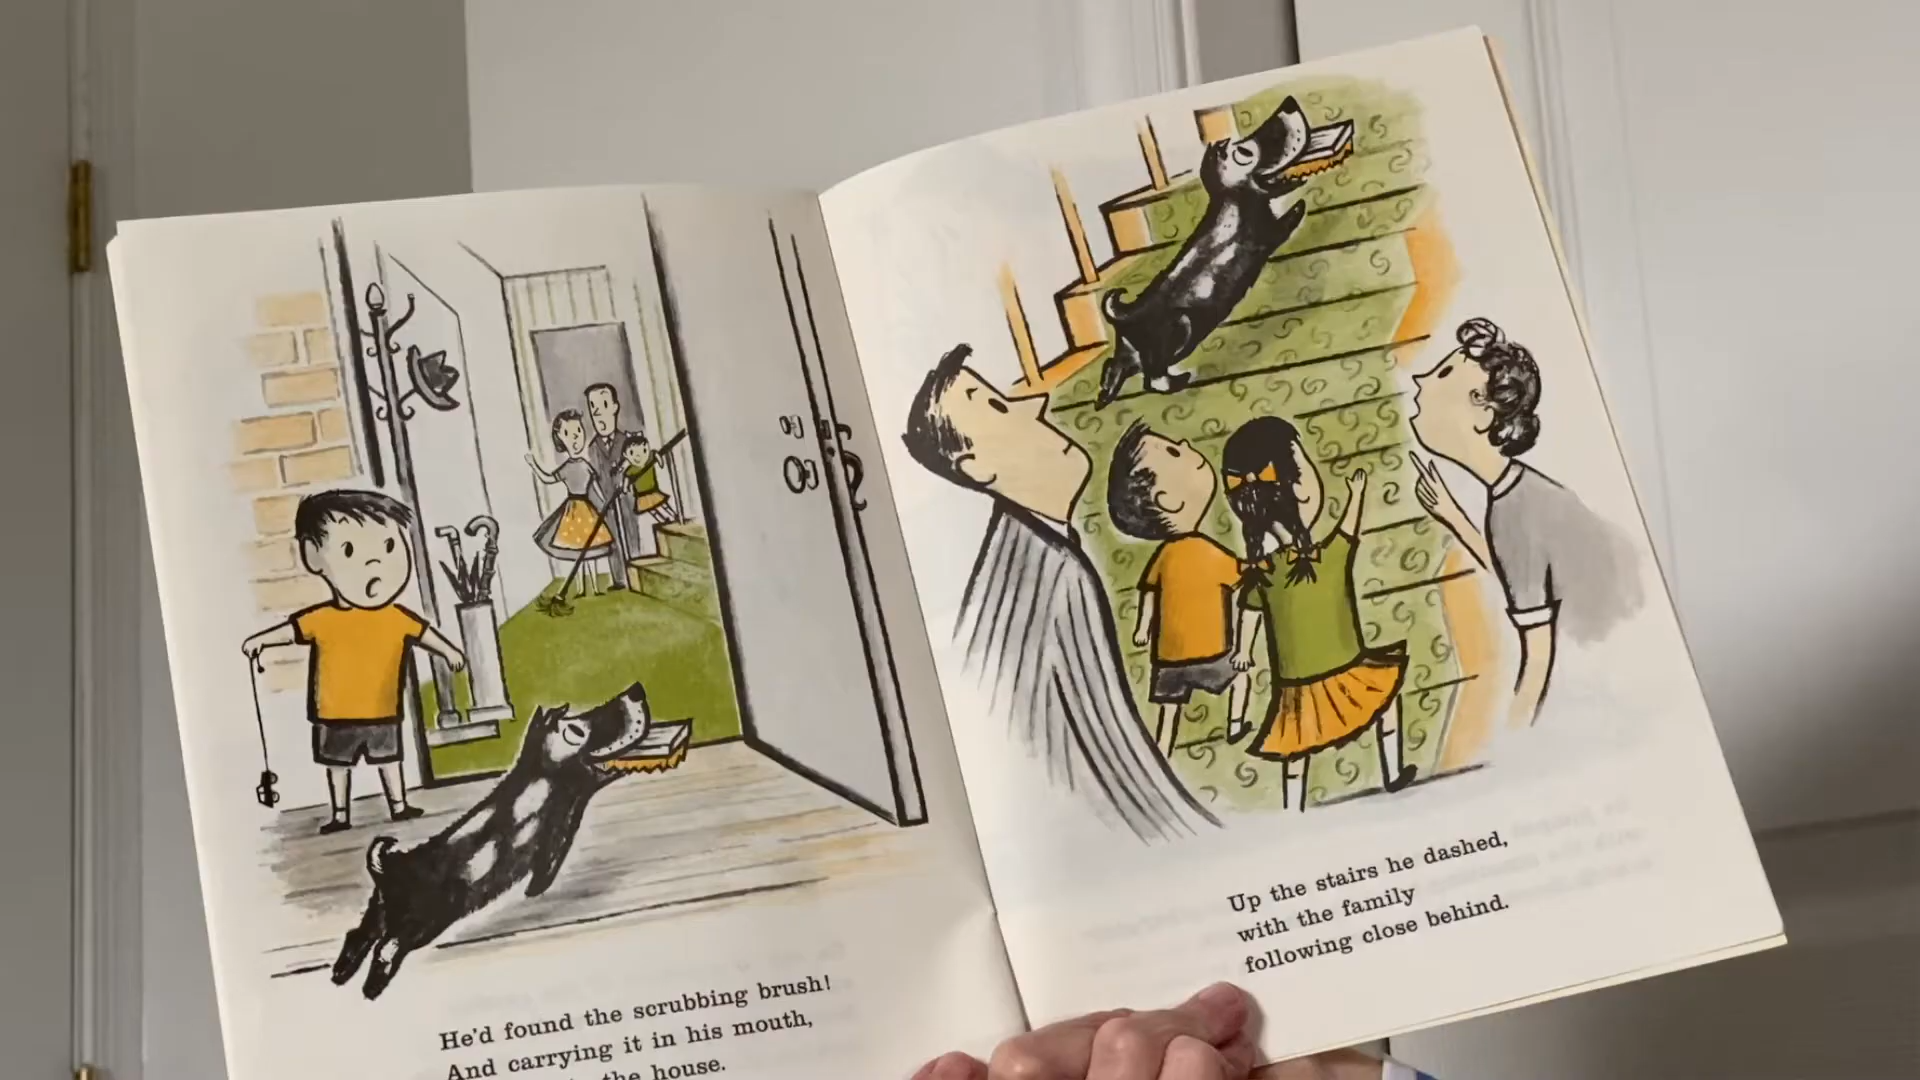 He'd found the scrubbing brush!
And carrying it in his mouth,
the house.
Up the stairs he dashed,
with the family
following close behind.